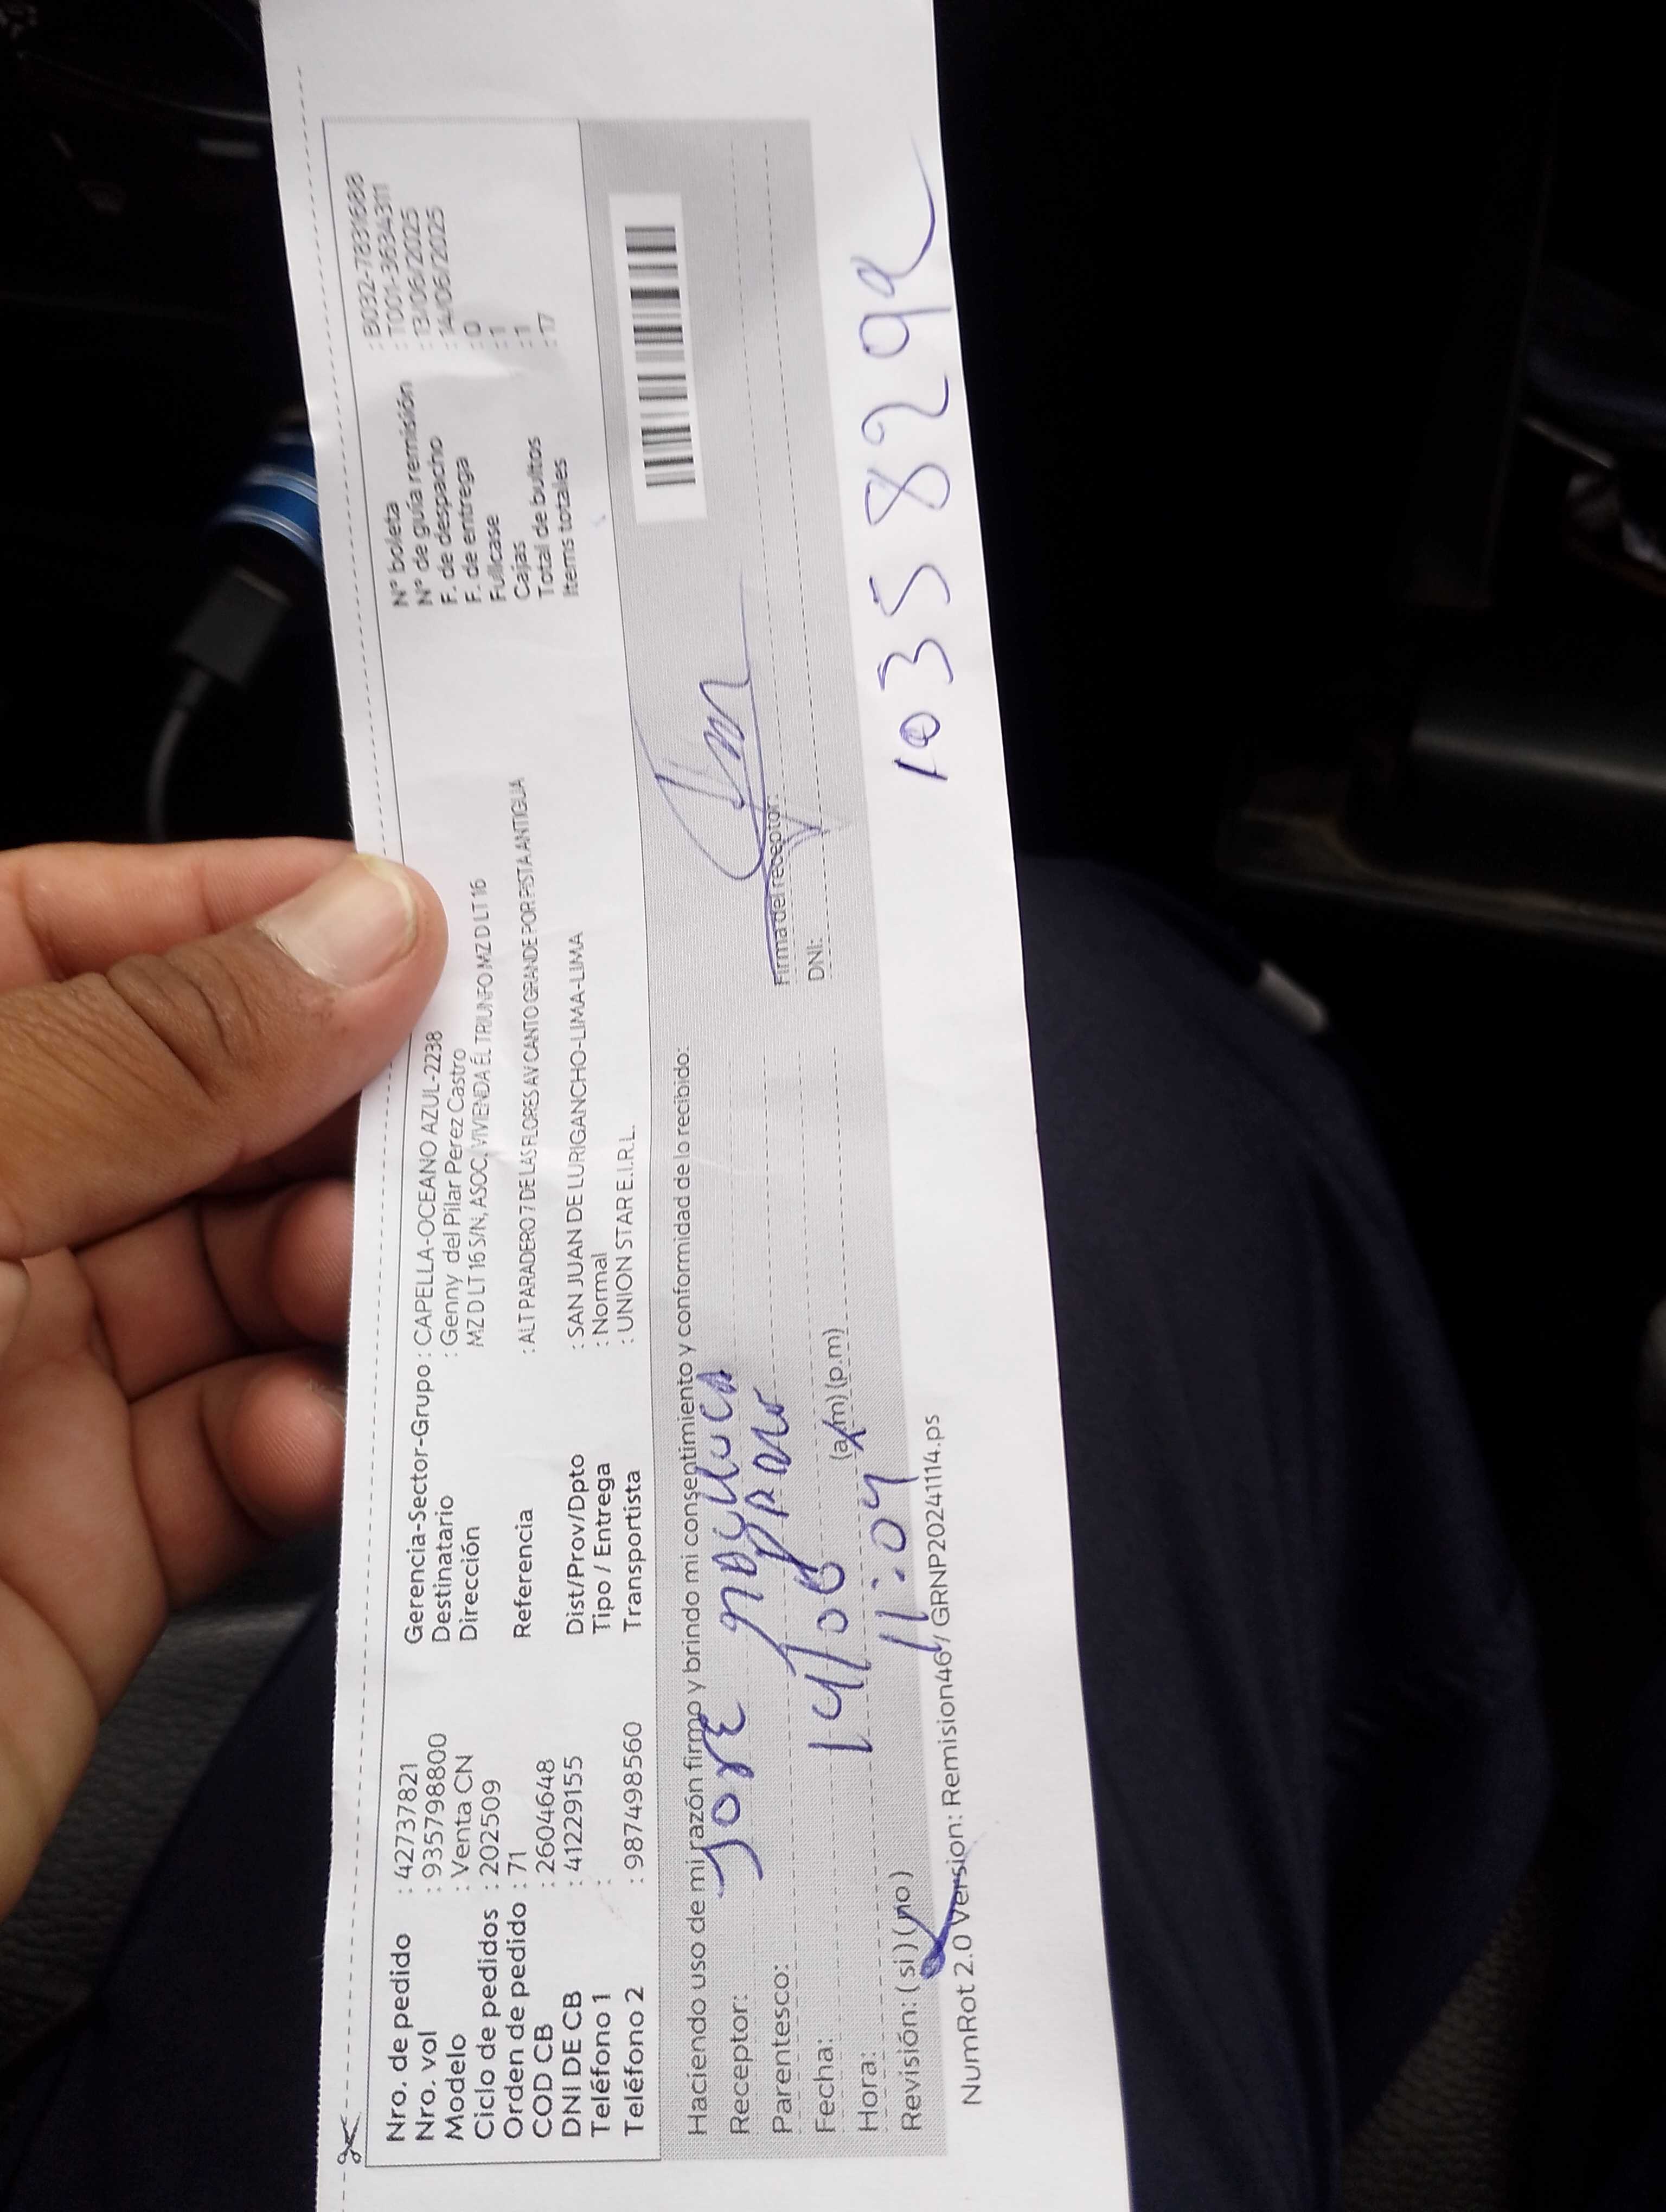 Nro. de pedido : 42737821
Nro. vol : 935798800
Modelo : Venta CN
Ciclo de pedidos : 202509
Orden de pedido : 71
COD CB : 2604648
DNI DE CB : 41229155
Teléfono 1 :
Teléfono 2 : 987498560
Gerencia-Sector-Grupo : CAPELLA-OCEANO AZUL-2238
Destinatario : Genny del Pilar Perez Castro
Dirección MZ D LT 16 S/N, ASOC. VIVIENDA EL TRIUNFO MZ D LT 16
Referencia : ALT PARADERO 7 DE LAS FLORES AV CANTO GRANDE POR PISTA ANTIGUA
Dist/Prov/Dpto : SAN JUAN DE LURIGANCHO-LIMA-LIMA
Tipo / Entrega : Normal
Transportista : UNION STAR E.I.R.L.
N° boleta : B032-7831688
N° de guía remisión : T001-36334311
F. de despacho : 13/06/2025
F. de entrega : 14/06/2025
Fullcase : 0
Cajas : 1
Total de bultos : 1
Items totales : 17
Haciendo uso de mi razón firmo y brindo mi consentimiento y conformidad de lo recibido:
Receptor: JORE
Parentesco:
Fecha: 14/06
Hora: 11:04 (a.m) (p.m)
Revisión: (si) (no)
Firma del receptor:
DNI:
1035829
NumRot 2.0 Version: Remision46 / GRNP20241114.ps